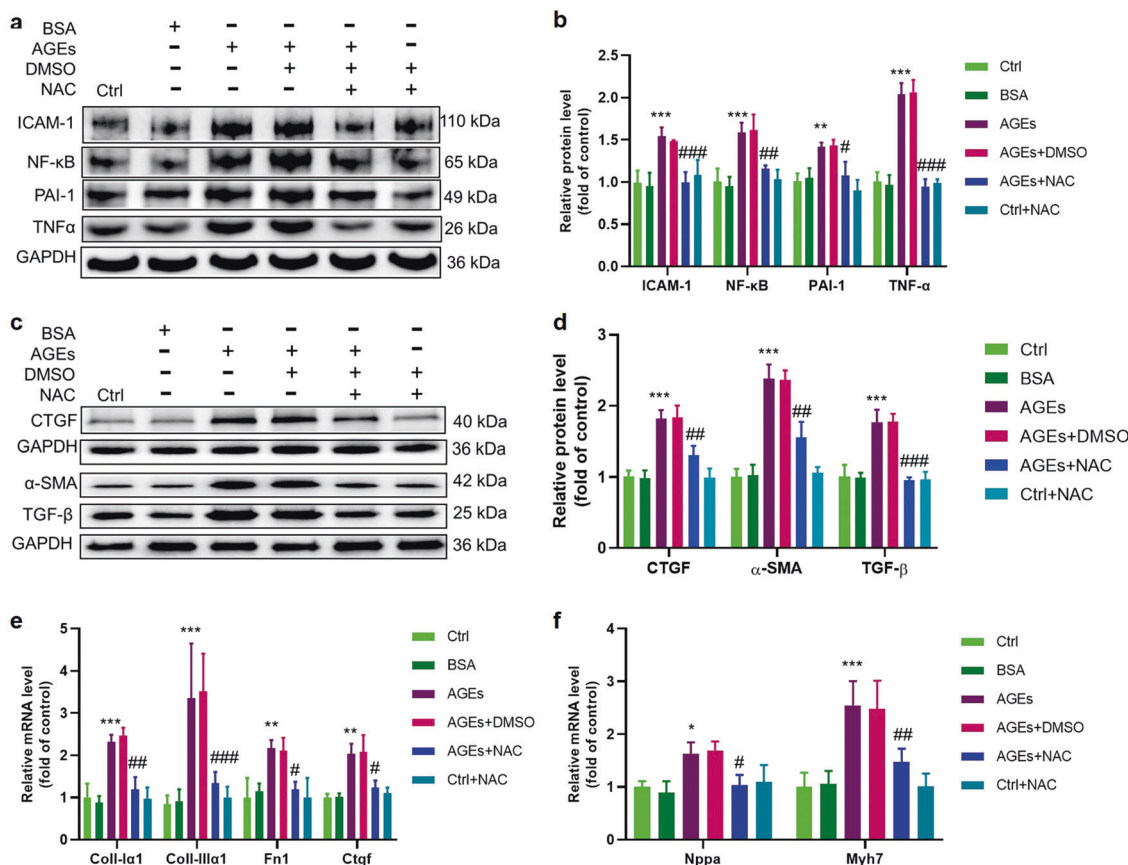 a
BSA + - - - -
AGEs - + + + -
DMSO - - + + +
NAC Ctrl - - - + +
ICAM-1 110 kDa
NF-κB 65 kDa
PAI-1 49 kDa
TNFα 26 kDa
GAPDH 36 kDa
b
Relative protein level
(fold of control)
2.5
2.0
1.5
1.0
0.5
0.0
*** ### *** ## ** # *** ###
ICAM-1 NF-κB PAI-1 TNF-α
Ctrl
BSA
AGEs
AGEs+DMSO
AGEs+NAC
Ctrl+NAC
c
BSA + - - - -
AGEs - + + + -
DMSO - - + + +
NAC Ctrl - - - + +
CTGF 40 kDa
GAPDH 36 kDa
α-SMA 42 kDa
TGF-β 25 kDa
GAPDH 36 kDa
d
Relative protein level
(fold of control)
3
2
1
0
*** ## *** ## *** ###
CTGF α-SMA TGF-β
Ctrl
BSA
AGEs
AGEs+DMSO
AGEs+NAC
Ctrl+NAC
e
Relative mRNA level
(fold of control)
5
4
3
2
1
0
*** ## *** ### ** # ** #
Coll-Iα1 Coll-IIIα1 Fn1 Ctgf
Ctrl
BSA
AGEs
AGEs+DMSO
AGEs+NAC
Ctrl+NAC
f
Relative mRNA level
(fold of control)
4
3
2
1
0
* # *** ##
Nppa Myh7
Ctrl
BSA
AGEs
AGEs+DMSO
AGEs+NAC
Ctrl+NAC